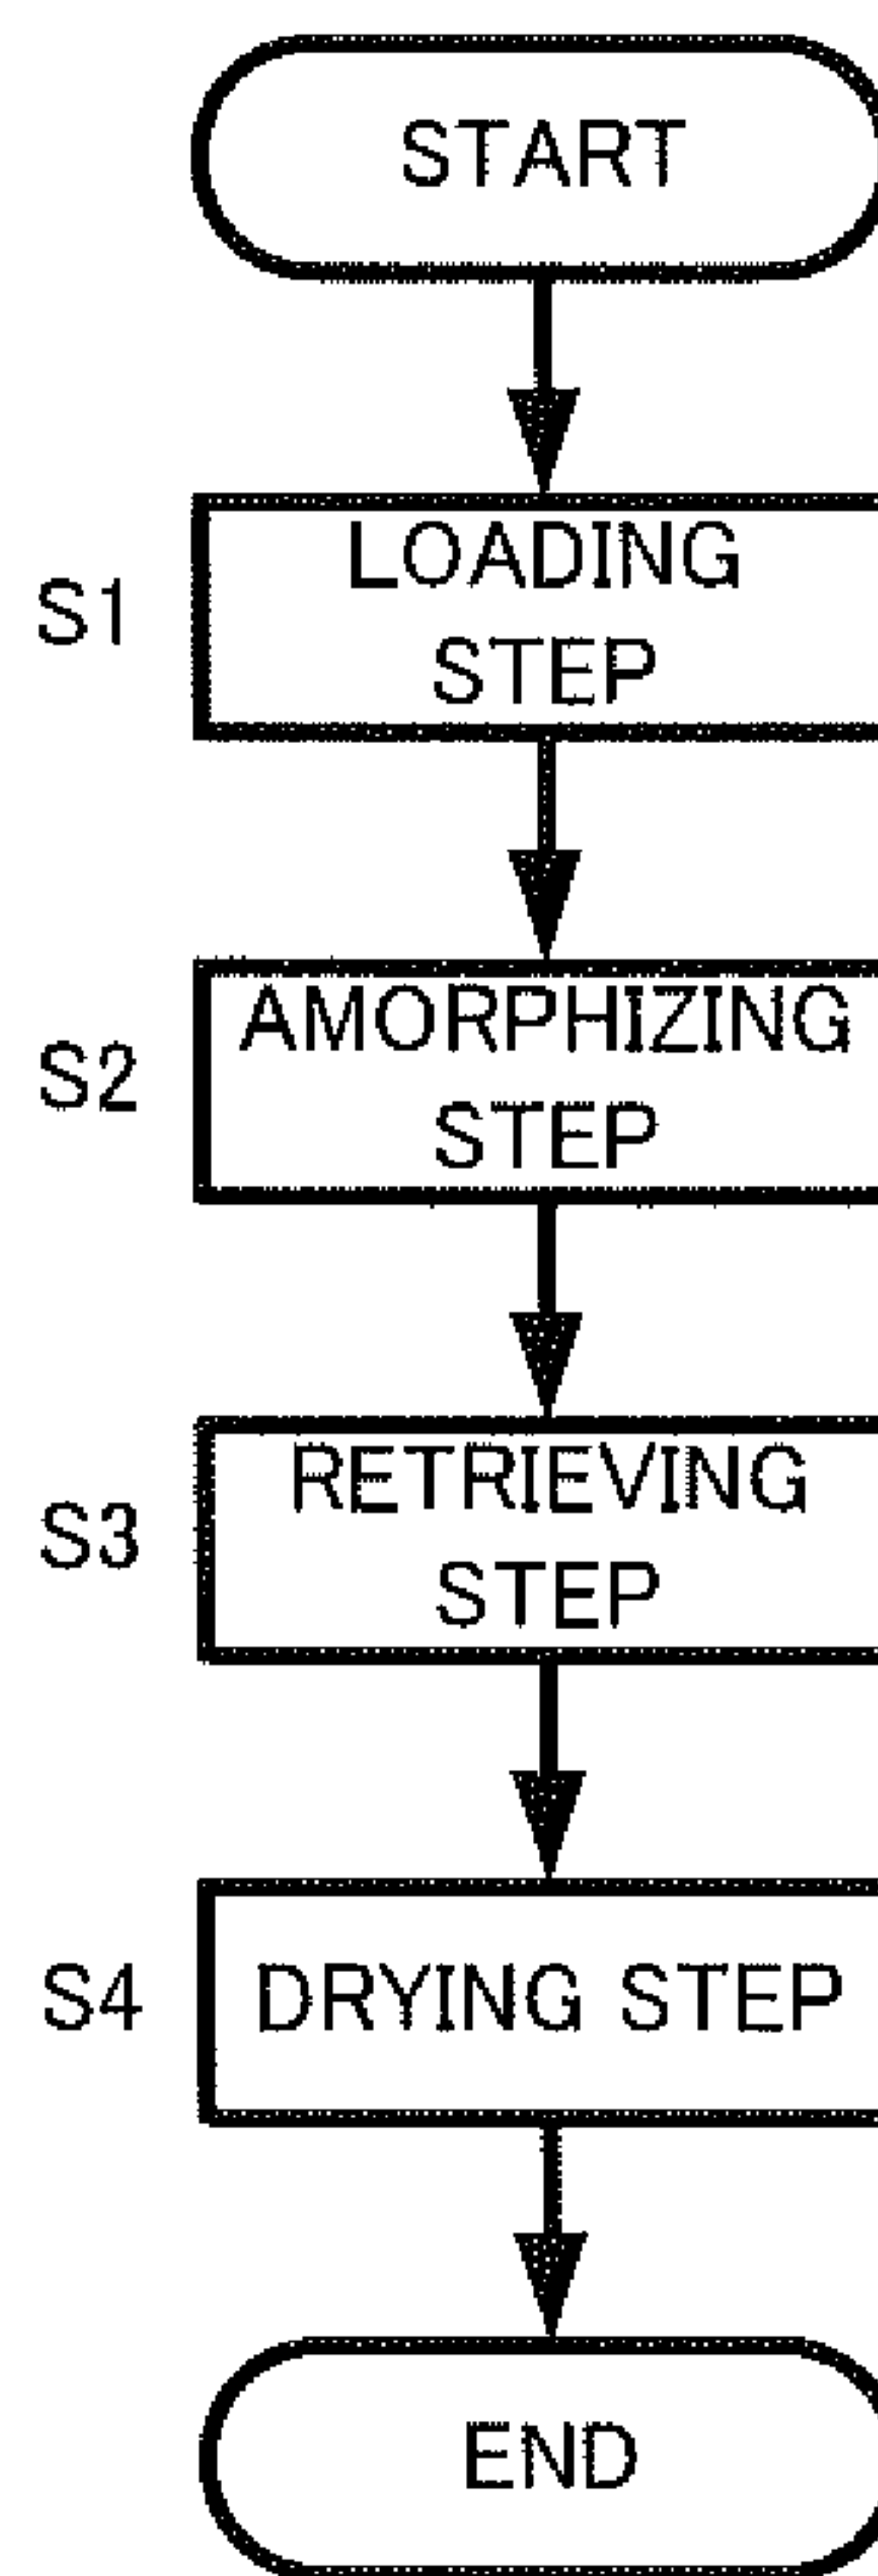 START
S1
LOADING
STEP
S2
AMORPHIZING
STEP
S3
RETRIEVING
STEP
S4
DRYING STEP
END